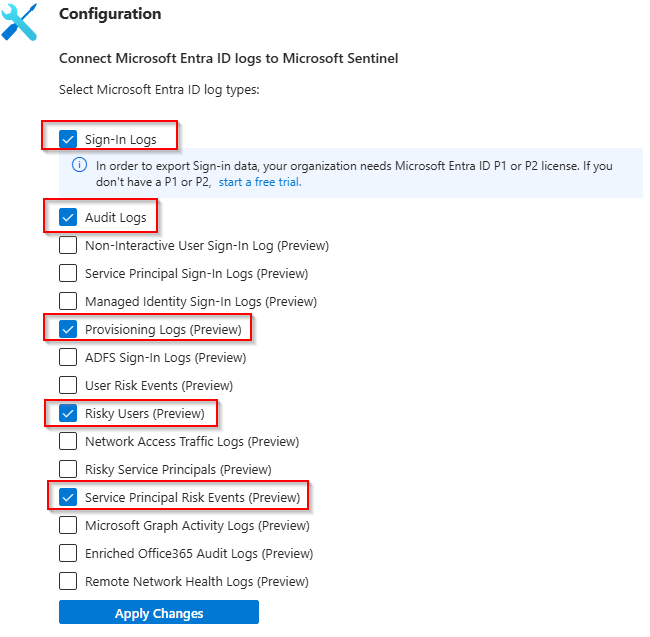 Configuration
Connect Microsoft Entra ID logs to Microsoft Sentinel
Select Microsoft Entra ID log types:
Sign-In Logs
In order to export Sign-in data, your organization needs Microsoft Entra ID P1 or P2 license. If you
don't have a P1 or P2, start a free trial.
Audit Logs
Non-Interactive User Sign-In Log (Preview)
Service Principal Sign-In Logs (Preview)
Managed Identity Sign-In Logs (Preview)
Provisioning Logs (Preview)
ADFS Sign-In Logs (Preview)
User Risk Events (Preview)
Risky Users (Preview)
Network Access Traffic Logs (Preview)
Risky Service Principals (Preview)
Service Principal Risk Events (Preview)
Microsoft Graph Activity Logs (Preview)
Enriched Office365 Audit Logs (Preview)
Remote Network Health Logs (Preview)
Apply Changes